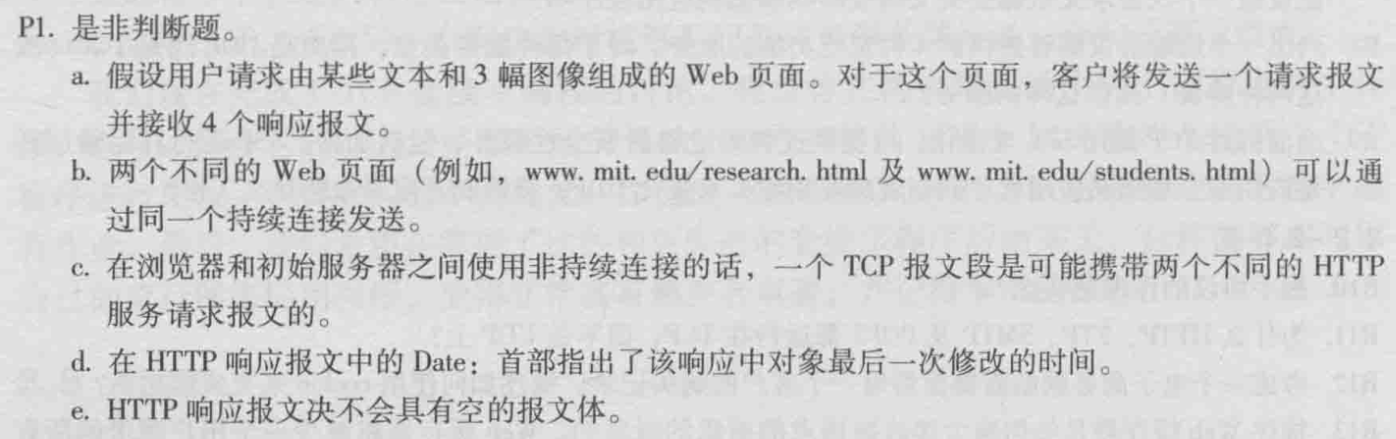 P1. 是非判断题。
a. 假设用户请求由某些文本和 3 幅图像组成的 Web 页面。对于这个页面，客户将发送一个请求报文
并接收 4 个响应报文。
b. 两个不同的 Web 页面（例如，www. mit. edu/research. html 及 www. mit. edu/students. html）可以通
过同一个持续连接发送。
c. 在浏览器和初始服务器之间使用非持续连接的话，一个 TCP 报文段是可能携带两个不同的 HTTP
服务请求报文的。
d. 在 HTTP 响应报文中的 Date：首部指出了该响应中对象最后一次修改的时间。
e. HTTP 响应报文决不会具有空的报文体。